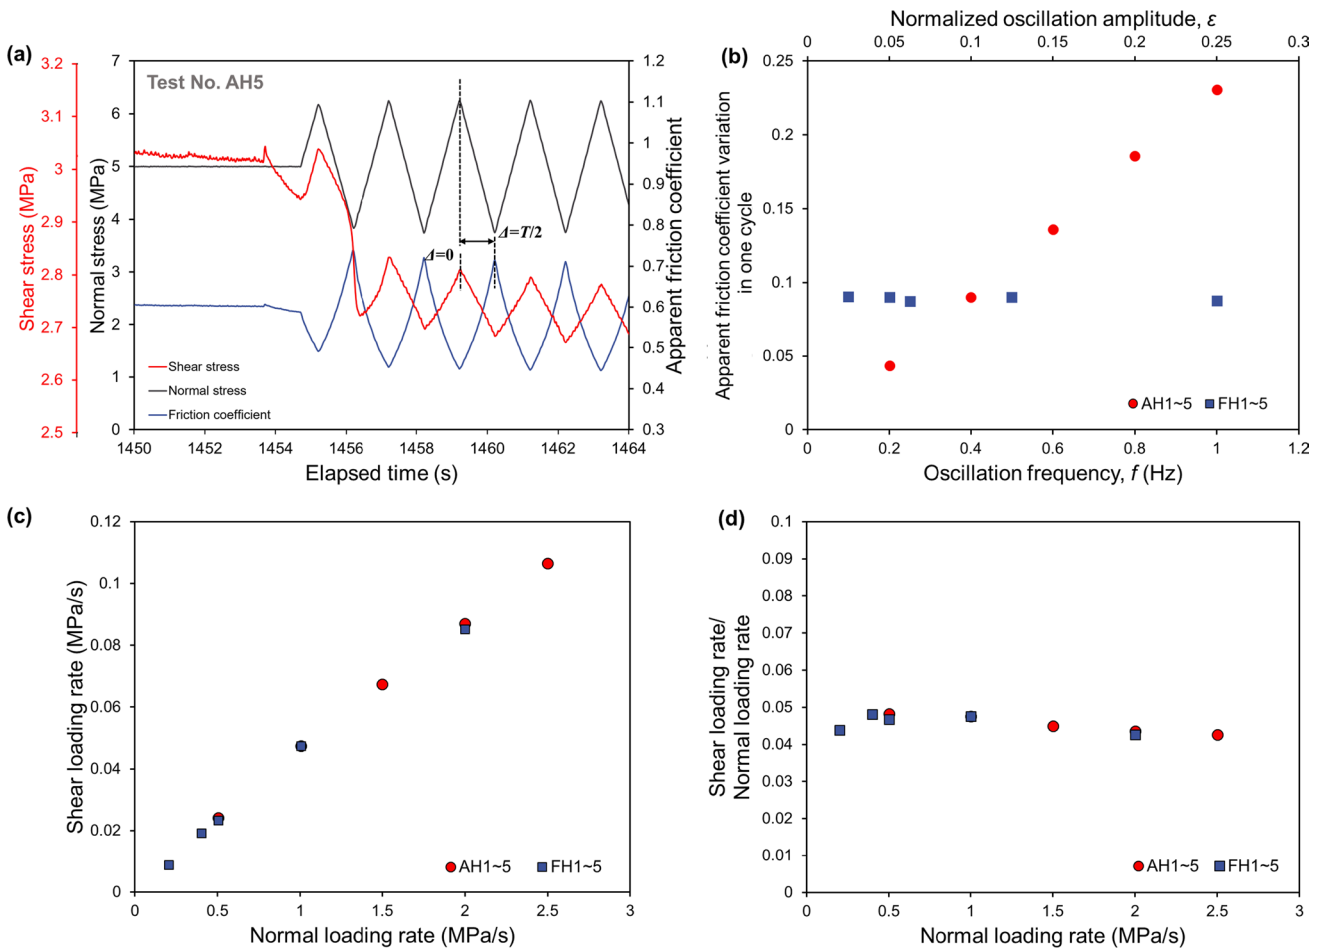 (a)
Test No. AH5
Shear stress (MPa)
3.2
3.1
3.0
2.9
2.8
2.7
2.6
2.5
Normal stress (MPa)
7
6
5
4
3
2
1
0
Apparent friction coefficient
1.2
1.1
1
0.9
0.8
0.7
0.6
0.5
0.4
0.3
Δ=0
Δ=T/2
Shear stress
Normal stress
Friction coefficient
1450 1452 1454 1456 1458 1460 1462 1464
Elapsed time (s)
(b)
Normalized oscillation amplitude, ε
0 0.05 0.1 0.15 0.2 0.25 0.3
Apparent friction coefficient variation
in one cycle
0.25
0.2
0.15
0.1
0.05
0
AH1~5 FH1~5
0 0.2 0.4 0.6 0.8 1 1.2
Oscillation frequency, f (Hz)
(c)
Shear loading rate (MPa/s)
0.12
0.1
0.08
0.06
0.04
0.02
0
AH1~5 FH1~5
0 0.5 1 1.5 2 2.5 3
Normal loading rate (MPa/s)
(d)
Shear loading rate/
Normal loading rate
0.1
0.09
0.08
0.07
0.06
0.05
0.04
0.03
0.02
0.01
0
AH1~5 FH1~5
0 0.5 1 1.5 2 2.5 3
Normal loading rate (MPa/s)